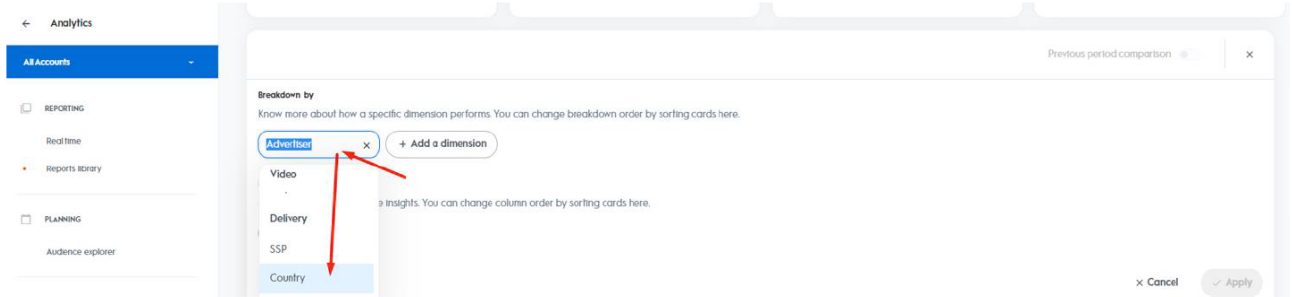 ← Analytics
All Accounts
REPORTING
Real time
Reports library
PLANNING
Audience explorer
Previous period comparison ×
Breakdown by
Know more about how a specific dimension performs. You can change breakdown order by sorting cards here.
Advertiser × + Add a dimension
Video
e insights. You can change column order by sorting cards here.
Delivery
SSP
Country
× Cancel ✓ Apply